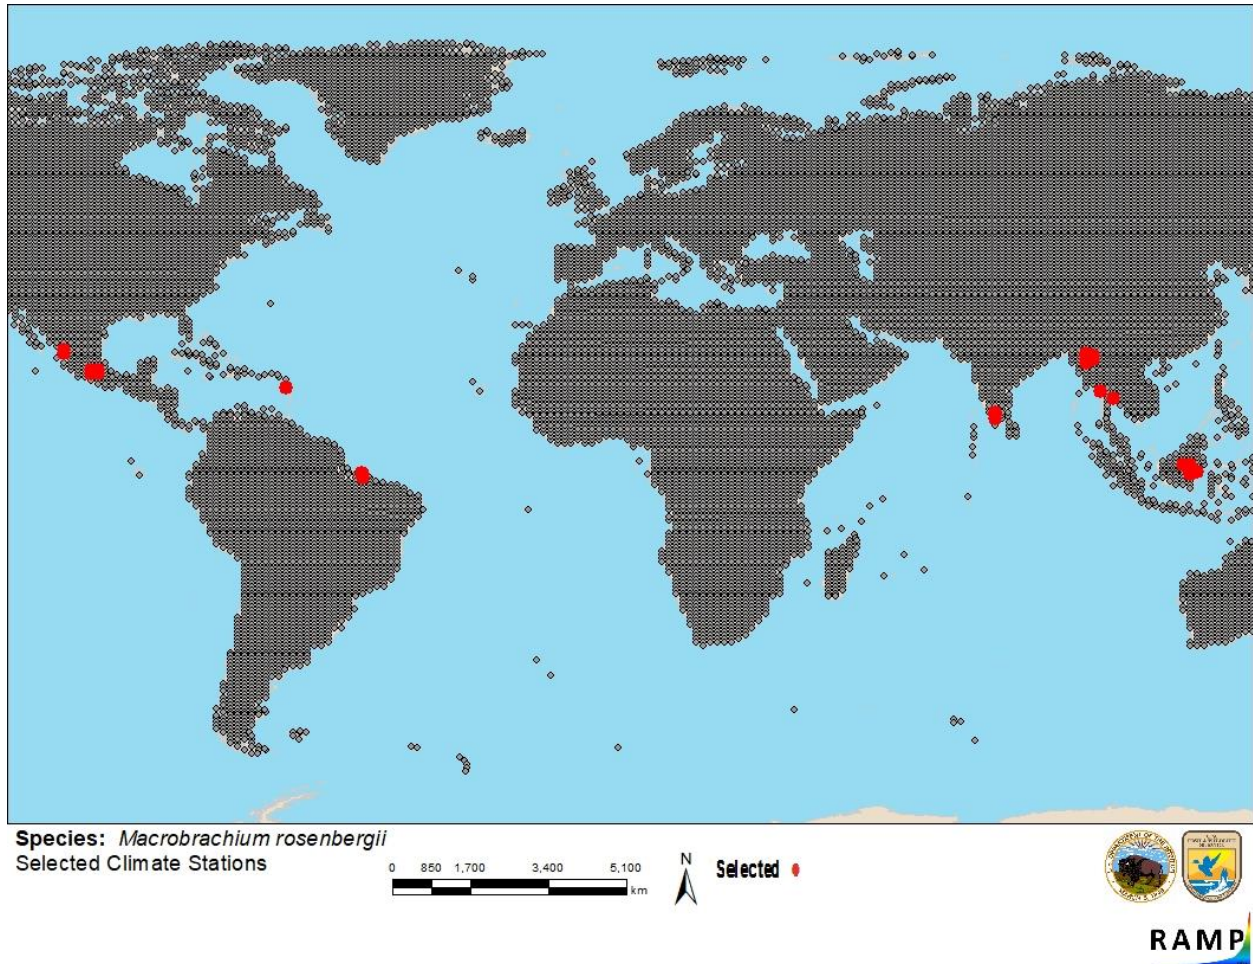 Species: Macrobrachium rosenbergii
Selected Climate Stations
0 850 1,700 3,400 5,100
km
N
Selected
RAMP